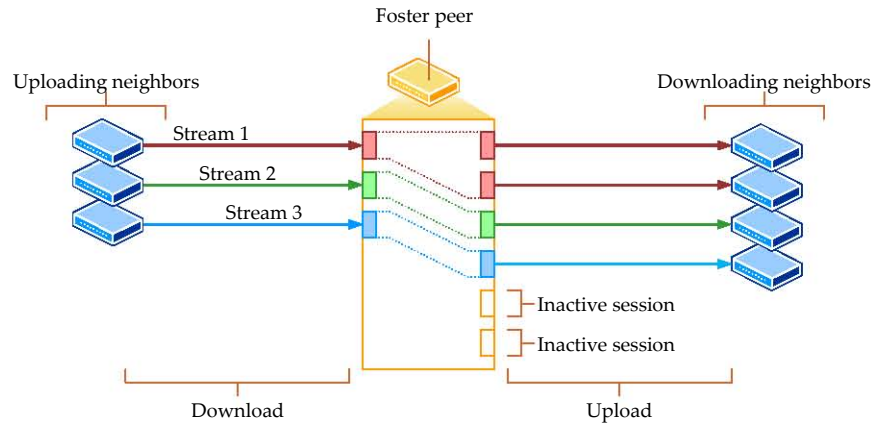 Foster peer
Uploading neighbors
Downloading neighbors
Stream 1
Stream 2
Stream 3
Inactive session
Inactive session
Download
Upload